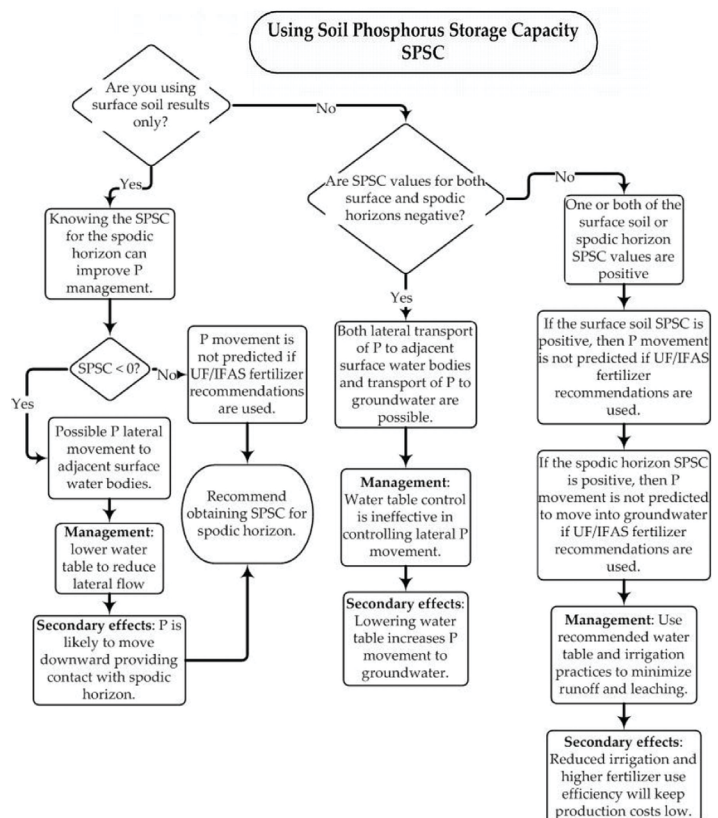 Using Soil Phosphorus Storage Capacity
SPSC
Are you using
surface soil results
only?
No
Yes
Knowing the SPSC
for the spodic
horizon can
improve P
management.
SPSC < 0?
No
Yes
P movement is
not predicted if
UF/IFAS fertilizer
recommendations
are used.
Possible P lateral
movement to
adjacent surface
water bodies.
Recommend
obtaining SPSC for
spodic horizon.
Management:
lower water
table to reduce
lateral flow
Secondary effects: P is
likely to move
downward providing
contact with spodic
horizon.
Are SPSC values for both
surface and spodic
horizons negative?
No
Yes
Both lateral transport
of P to adjacent
surface water bodies
and transport of P to
groundwater are
possible.
Management:
Water table control
is ineffective in
controlling lateral P
movement.
Secondary effects:
Lowering water
table increases P
movement to
groundwater.
One or both of the
surface soil or
spodic horizon
SPSC values are
positive
If the surface soil SPSC is
positive, then P movement
is not predicted if UF/IFAS
fertilizer
recommendations are
used.
If the spodic horizon SPSC
is positive, then P
movement is not predicted
to move into groundwater
if UF/IFAS fertilizer
recommendations are
used.
Management: Use
recommended water
table and irrigation
practices to minimize
runoff and leaching.
Secondary effects:
Reduced irrigation and
higher fertilizer use
efficiency will keep
production costs low.